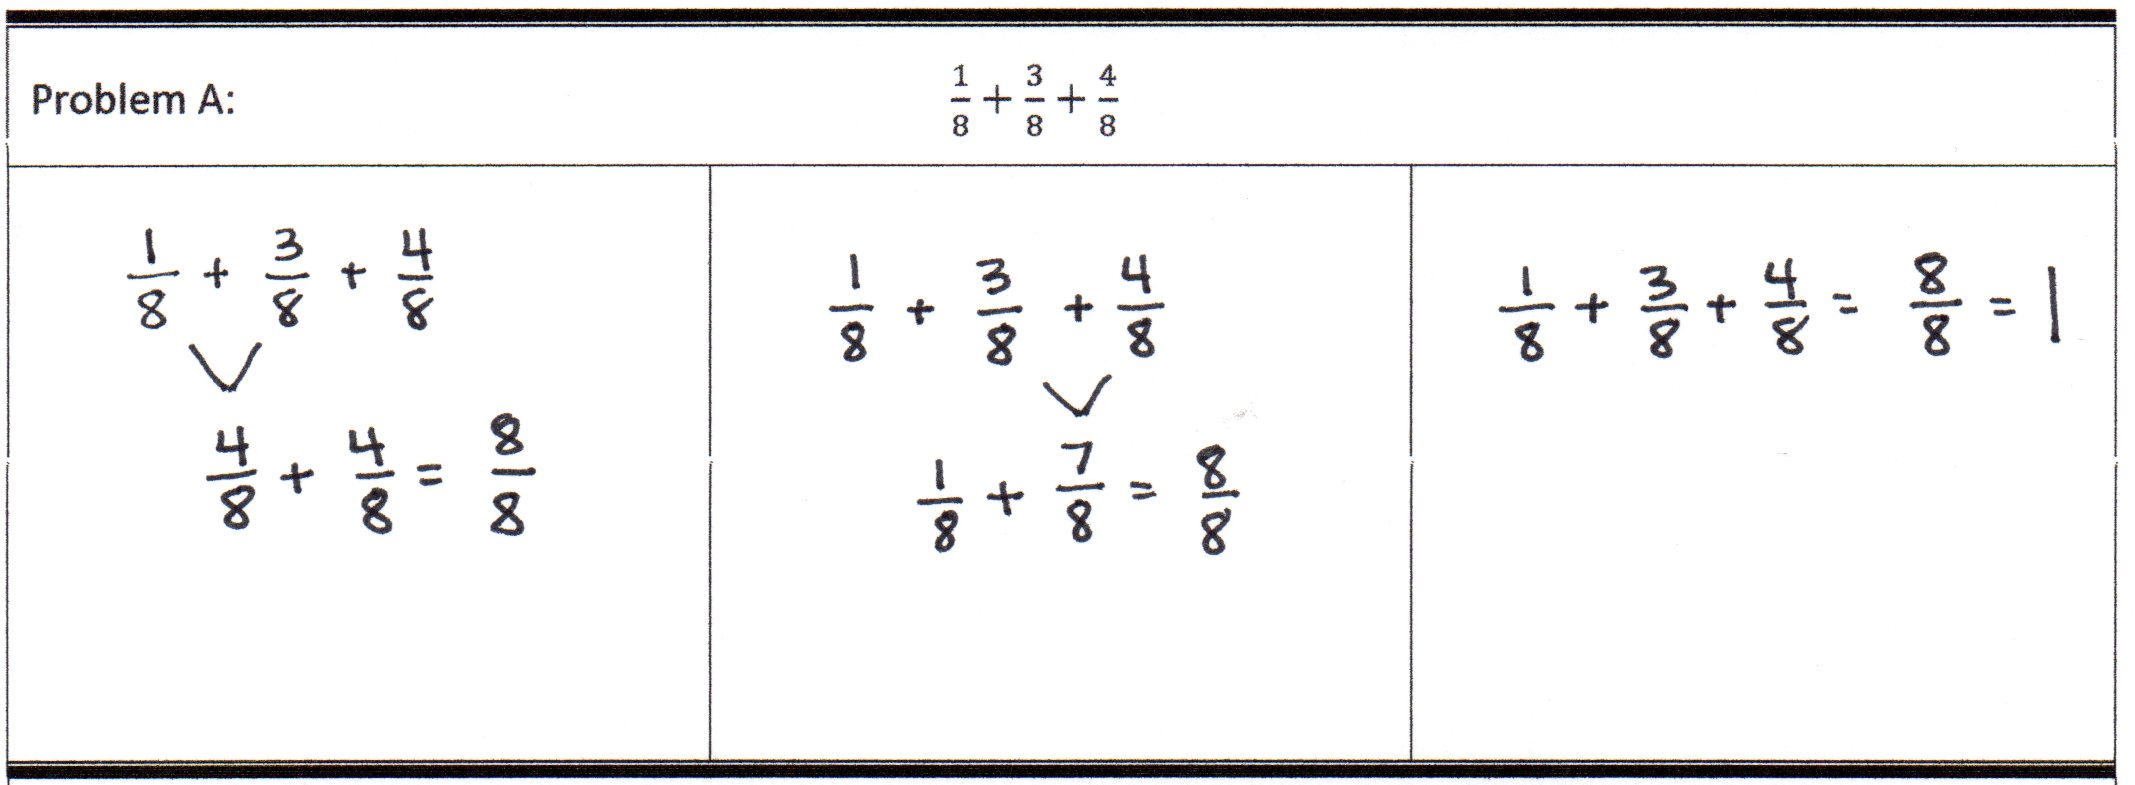 Problem A: 1/8 + 3/8 + 4/8
1/8 + 3/8 + 4/8
4/8 + 4/8 = 8/8
1/8 + 3/8 + 4/8
1/8 + 7/8 = 8/8
1/8 + 3/8 + 4/8 = 8/8 = 1